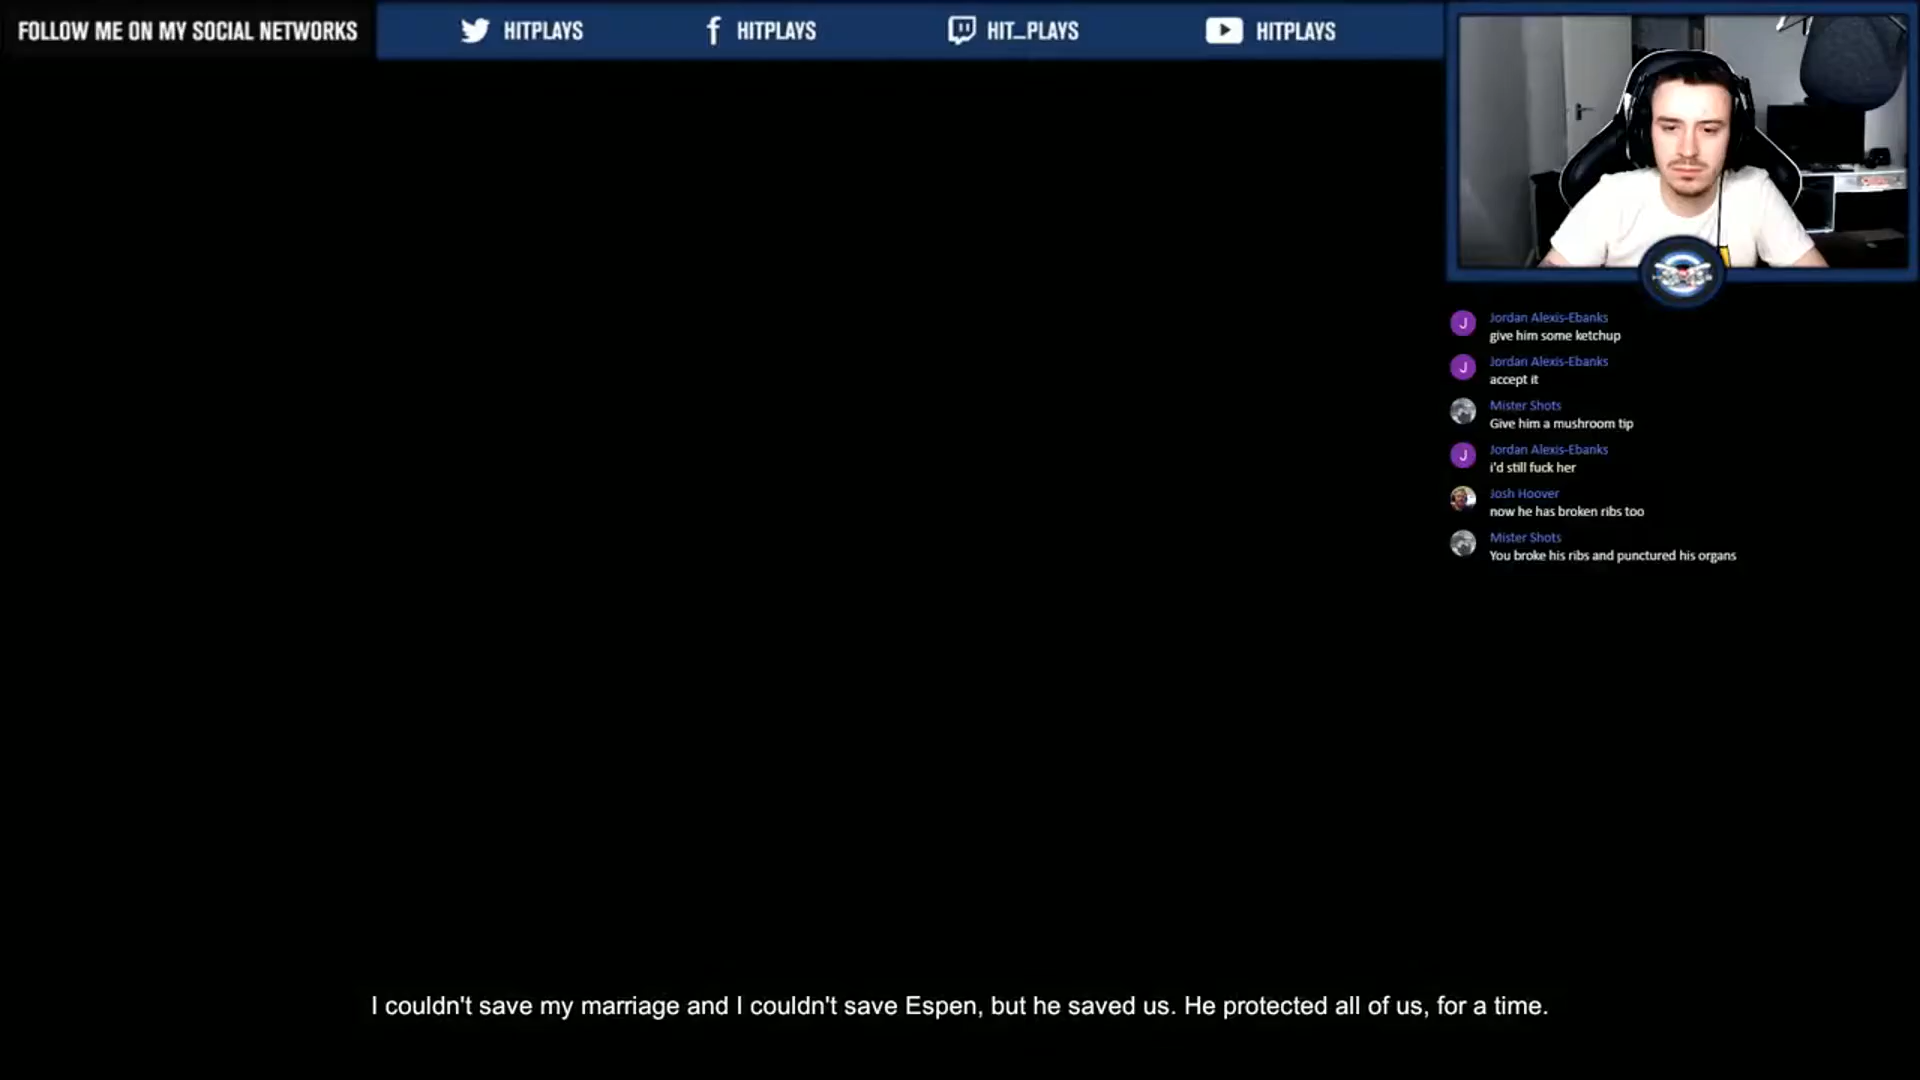 FOLLOW ME ON MY SOCIAL NETWORKS
HITPLAYS
HITPLAYS
HIT_PLAYS
HITPLAYS
J
Jordan Alexis-Ebanks
give him some ketchup
J
Jordan Alexis-Ebanks
accept it
Mister Shots
Give him a mushroom tip
J
Jordan Alexis-Ebanks
i'd still fuck her
Josh Hoover
now he has broken ribs too
Mister Shots
You broke his ribs and punctured his organs
I couldn't save my marriage and I couldn't save Espen, but he saved us. He protected all of us, for a time.